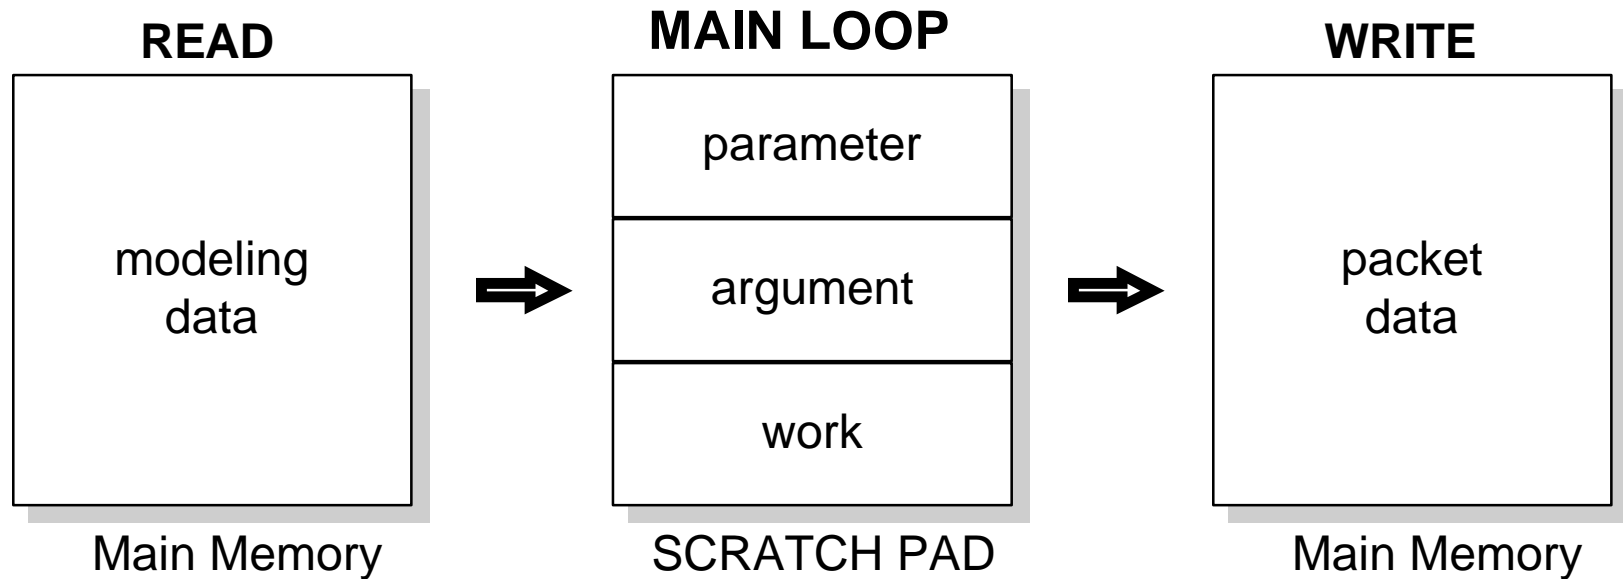 READ
modeling
data
Main Memory
MAIN LOOP
parameter
argument
work
SCRATCH PAD
WRITE
packet
data
Main Memory